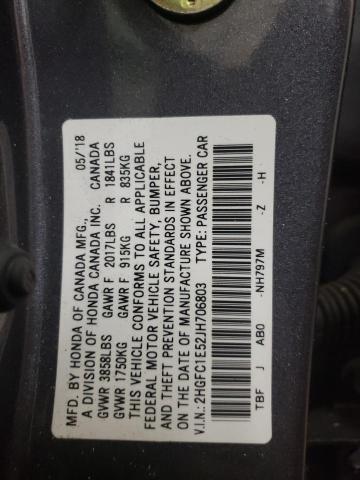 MFD. BY HONDA OF CANADA MFG., 05/'18
A DIVISION OF HONDA CANADA INC. CANADA
GVWR 3858LBS GAWR F 2017LBS R 1841LBS
GVWR 1750KG GAWR F 915KG R 835KG
THIS VEHICLE CONFORMS TO ALL APPLICABLE
FEDERAL MOTOR VEHICLE SAFETY, BUMPER,
AND THEFT PREVENTION STANDARDS IN EFFECT
ON THE DATE OF MANUFACTURE SHOWN ABOVE.
V.I.N.: 2HGFC1E52JH706803 TYPE: PASSENGER CAR
TBF J AB0 -NH797M -Z -H